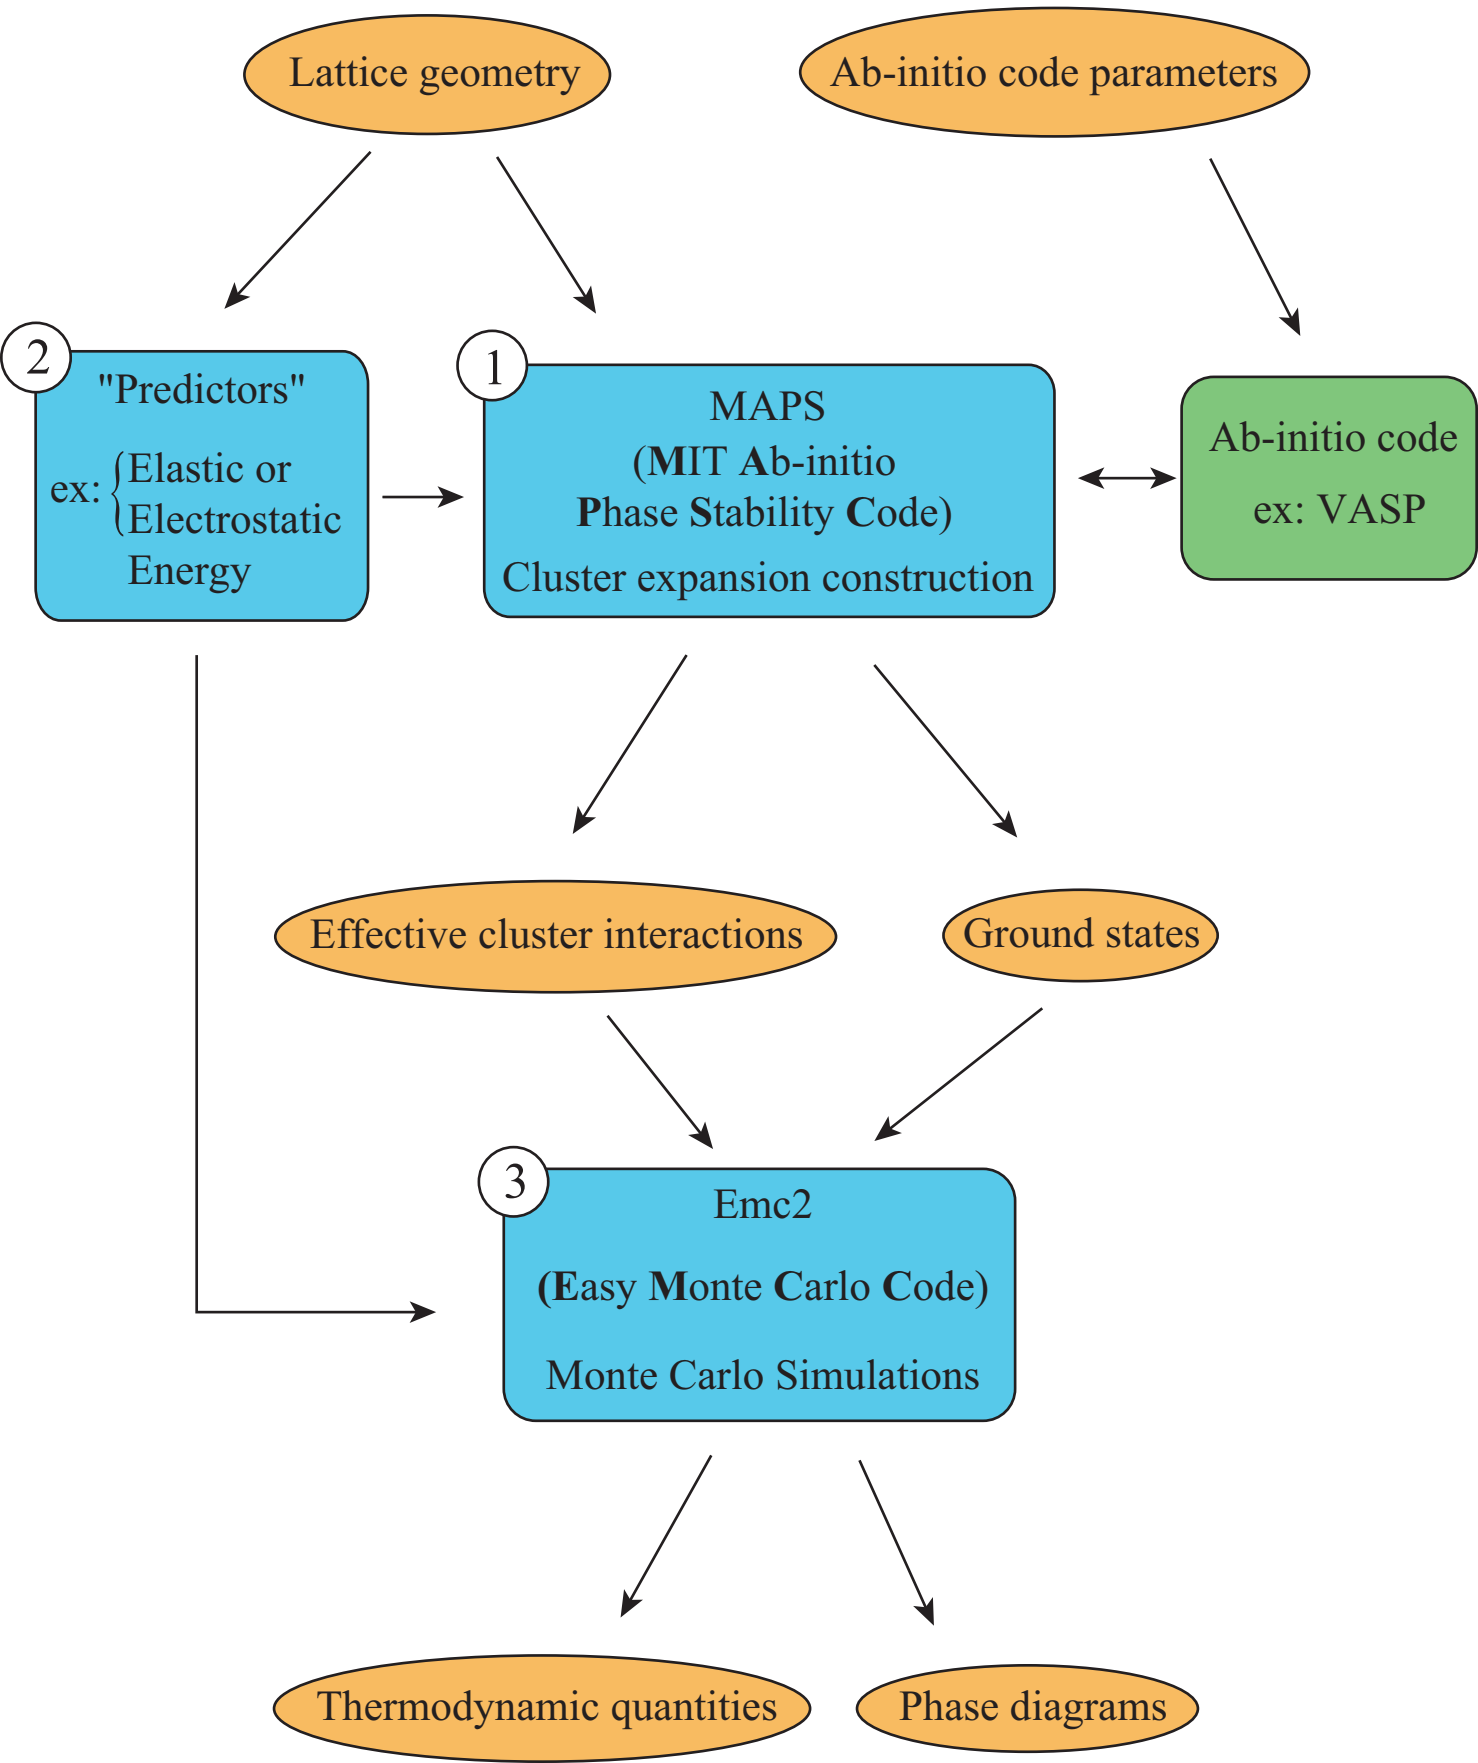 Lattice geometry
Ab-initio code parameters
2
"Predictors"
ex: { Elastic or
Electrostatic
Energy
1
MAPS
(MIT Ab-initio
Phase Stability Code)
Cluster expansion construction
Ab-initio code
ex: VASP
Effective cluster interactions
Ground states
3
Emc2
(Easy Monte Carlo Code)
Monte Carlo Simulations
Thermodynamic quantities
Phase diagrams